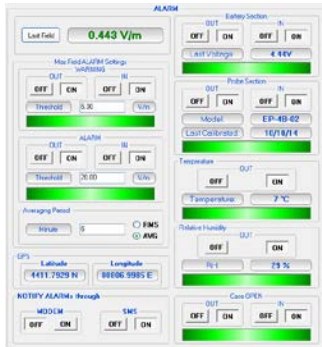 ALARM
Last Field
0.443 V/m
Max Field ALARM Settings
WARNING
OUT IN
OFF ON OFF ON
Threshold 6.00 V/m
ALARM
OUT IN
OFF ON OFF ON
Threshold 20.00 V/m
Averaging Period
Minute 6
RMS
AVG
GPS
Latitude Longitude
4411.7929 N 00806.9985 E
NOTIFY ALARMs through
MODEM SMS
OFF ON OFF ON
Battery Section
OUT IN
OFF ON OFF ON
Last Voltage 4.44V
Probe Section
OUT IN
OFF ON OFF ON
Model EP-4B-02
Last Calibrated 10/10/14
Temperature
OUT
OFF ON
Temperature 7 °C
Relative Humidity
OUT
OFF ON
RH 29 %
Case OPEN
OUT IN
OFF ON OFF ON